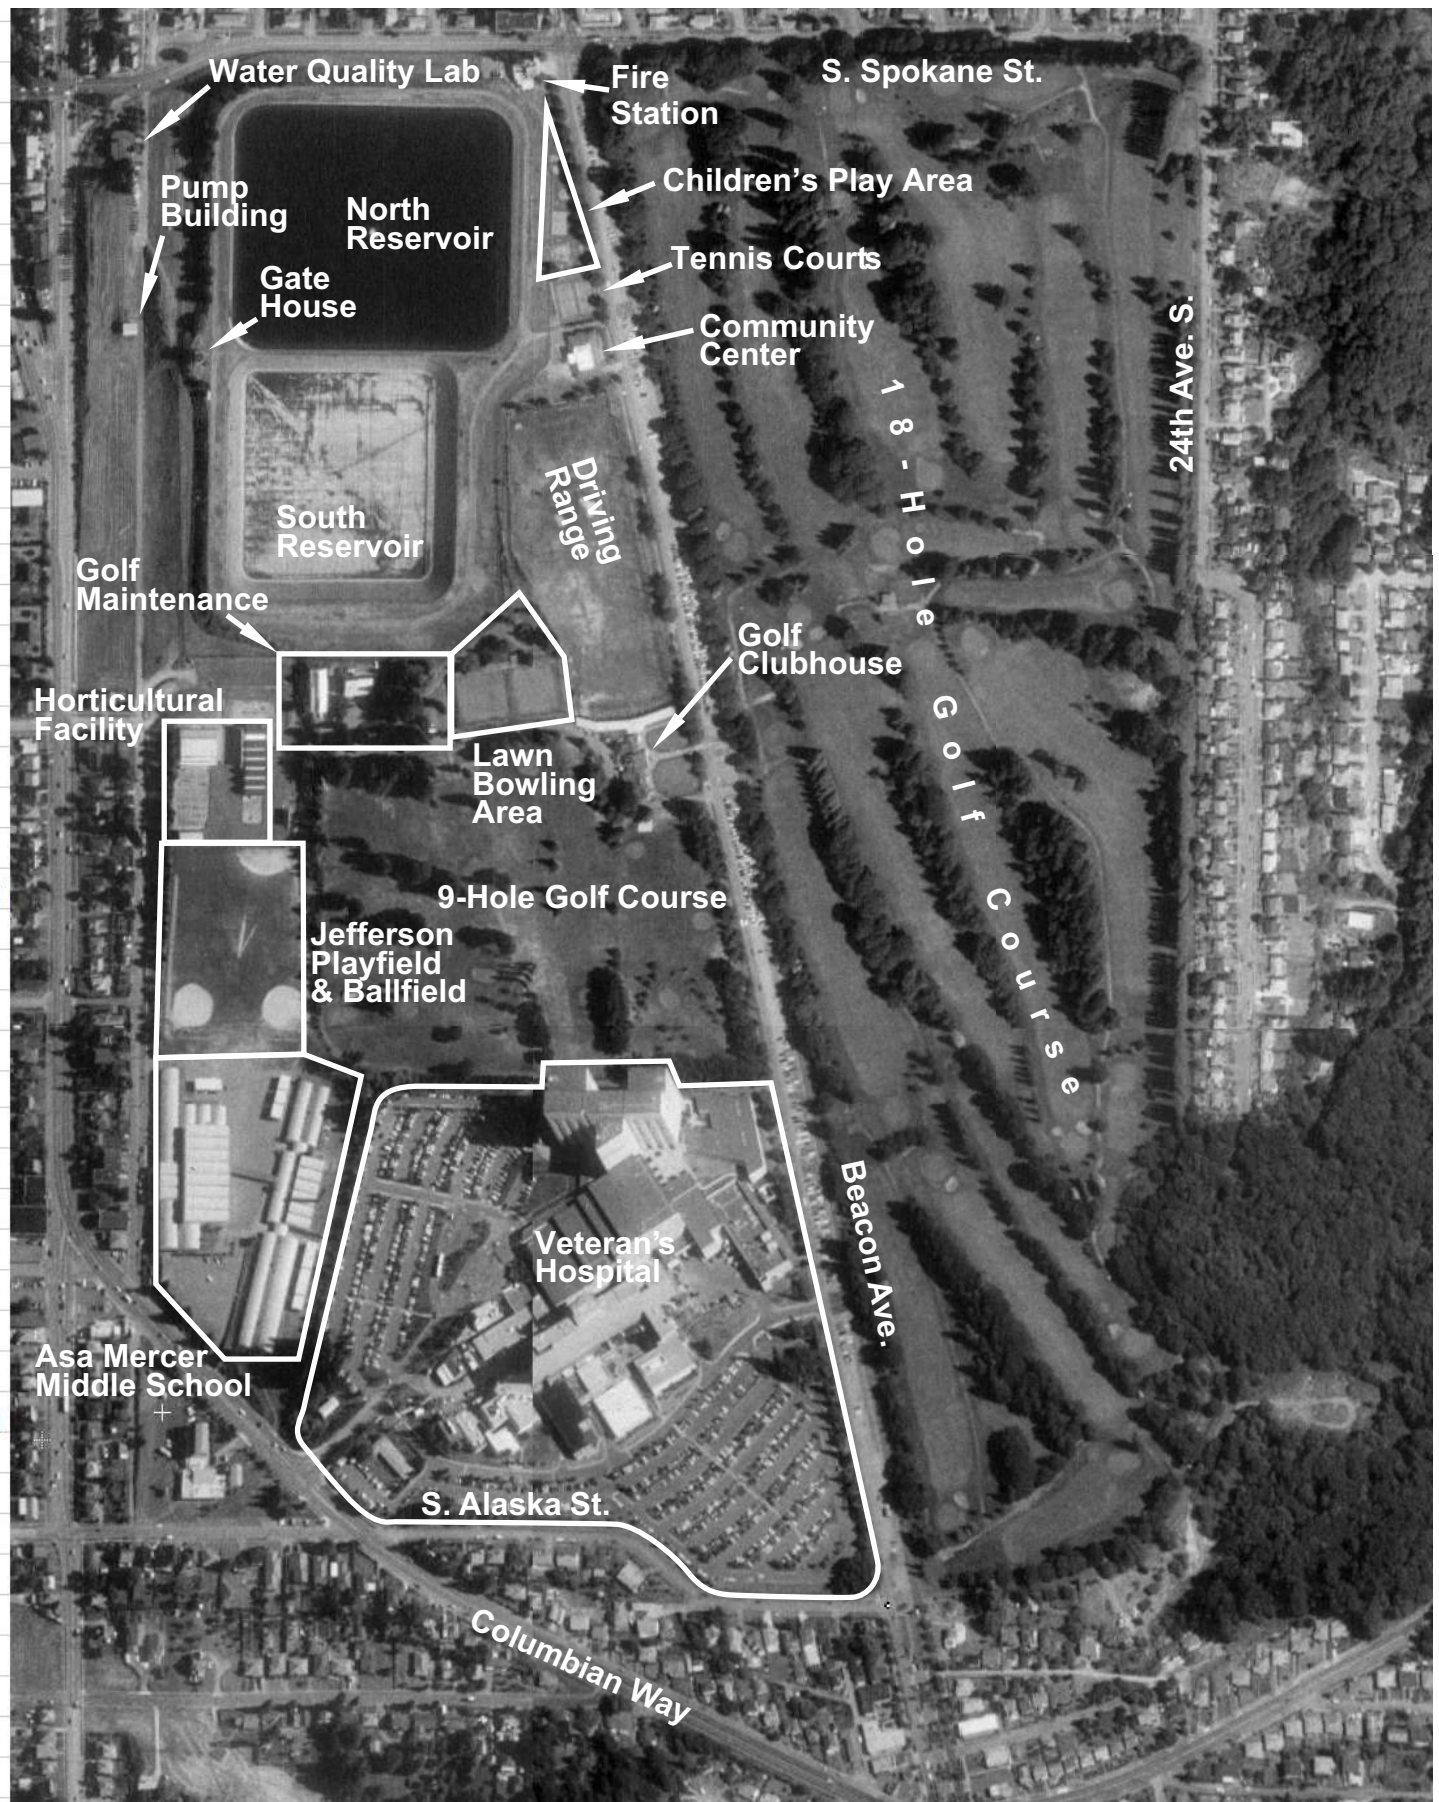 Water Quality Lab
Fire
Station
S. Spokane St.
Pump
Building
North
Reservoir
Children's Play Area
Gate
House
Tennis Courts
Community
Center
24th Ave. S.
18-Hole Golf Course
Driving
Range
South
Reservoir
Golf
Maintenance
Golf
Clubhouse
Horticultural
Facility
Lawn
Bowling
Area
9-Hole Golf Course
Jefferson
Playfield
& Ballfield
Beacon Ave.
Veteran's
Hospital
Asa Mercer
Middle School
S. Alaska St.
Columbian Way